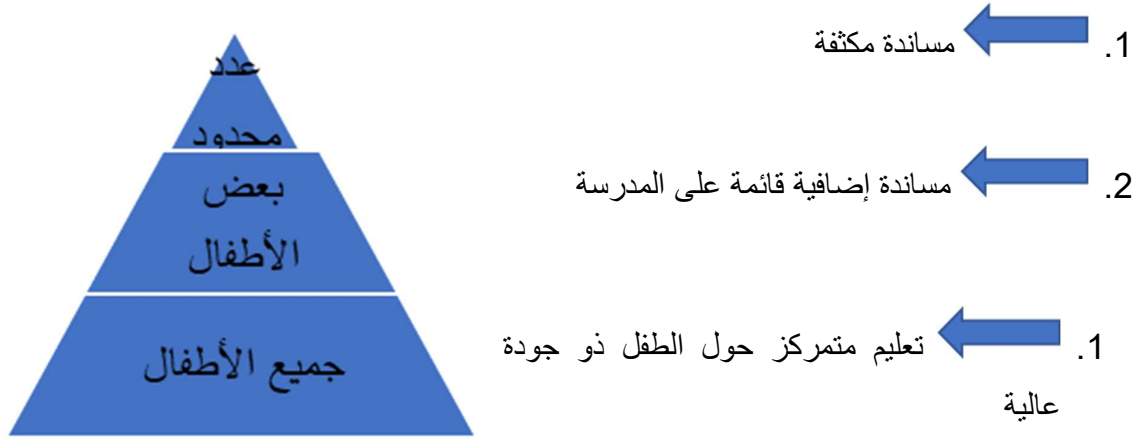 1. مساندة مكثفة
عدد
محدود
2. مساندة إضافية قائمة على المدرسة
بعض
الأطفال
1. تعليم متمركز حول الطفل ذو جودة
عالية
جميع الأطفال